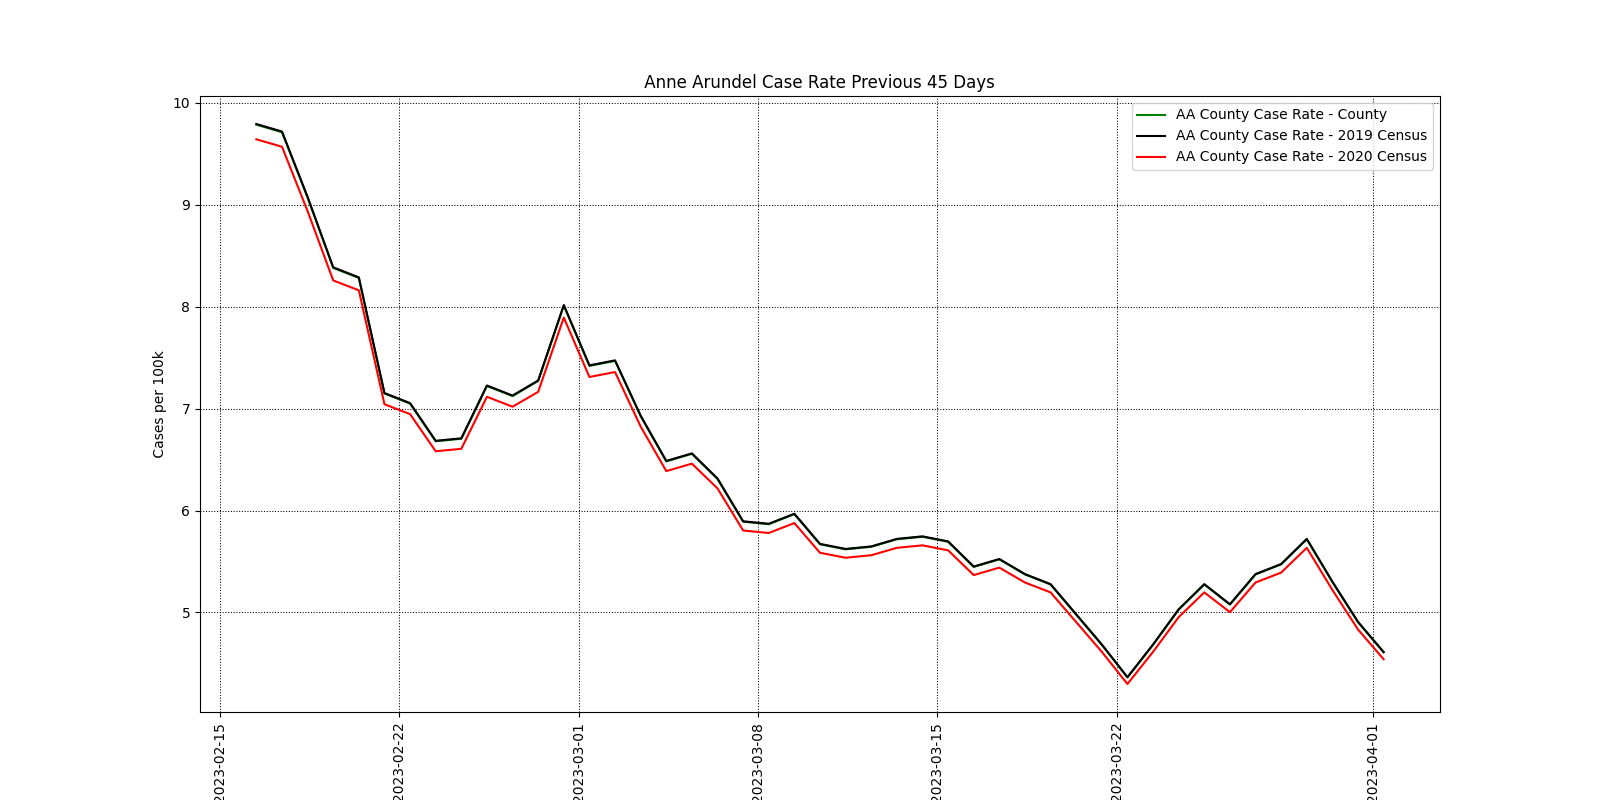 Anne Arundel Case Rate Previous 45 Days
AA County Case Rate - County
AA County Case Rate - 2019 Census
AA County Case Rate - 2020 Census
Cases per 100k
10
9
8
7
6
5
2023-02-15
2023-02-22
2023-03-01
2023-03-08
2023-03-15
2023-03-22
2023-04-01